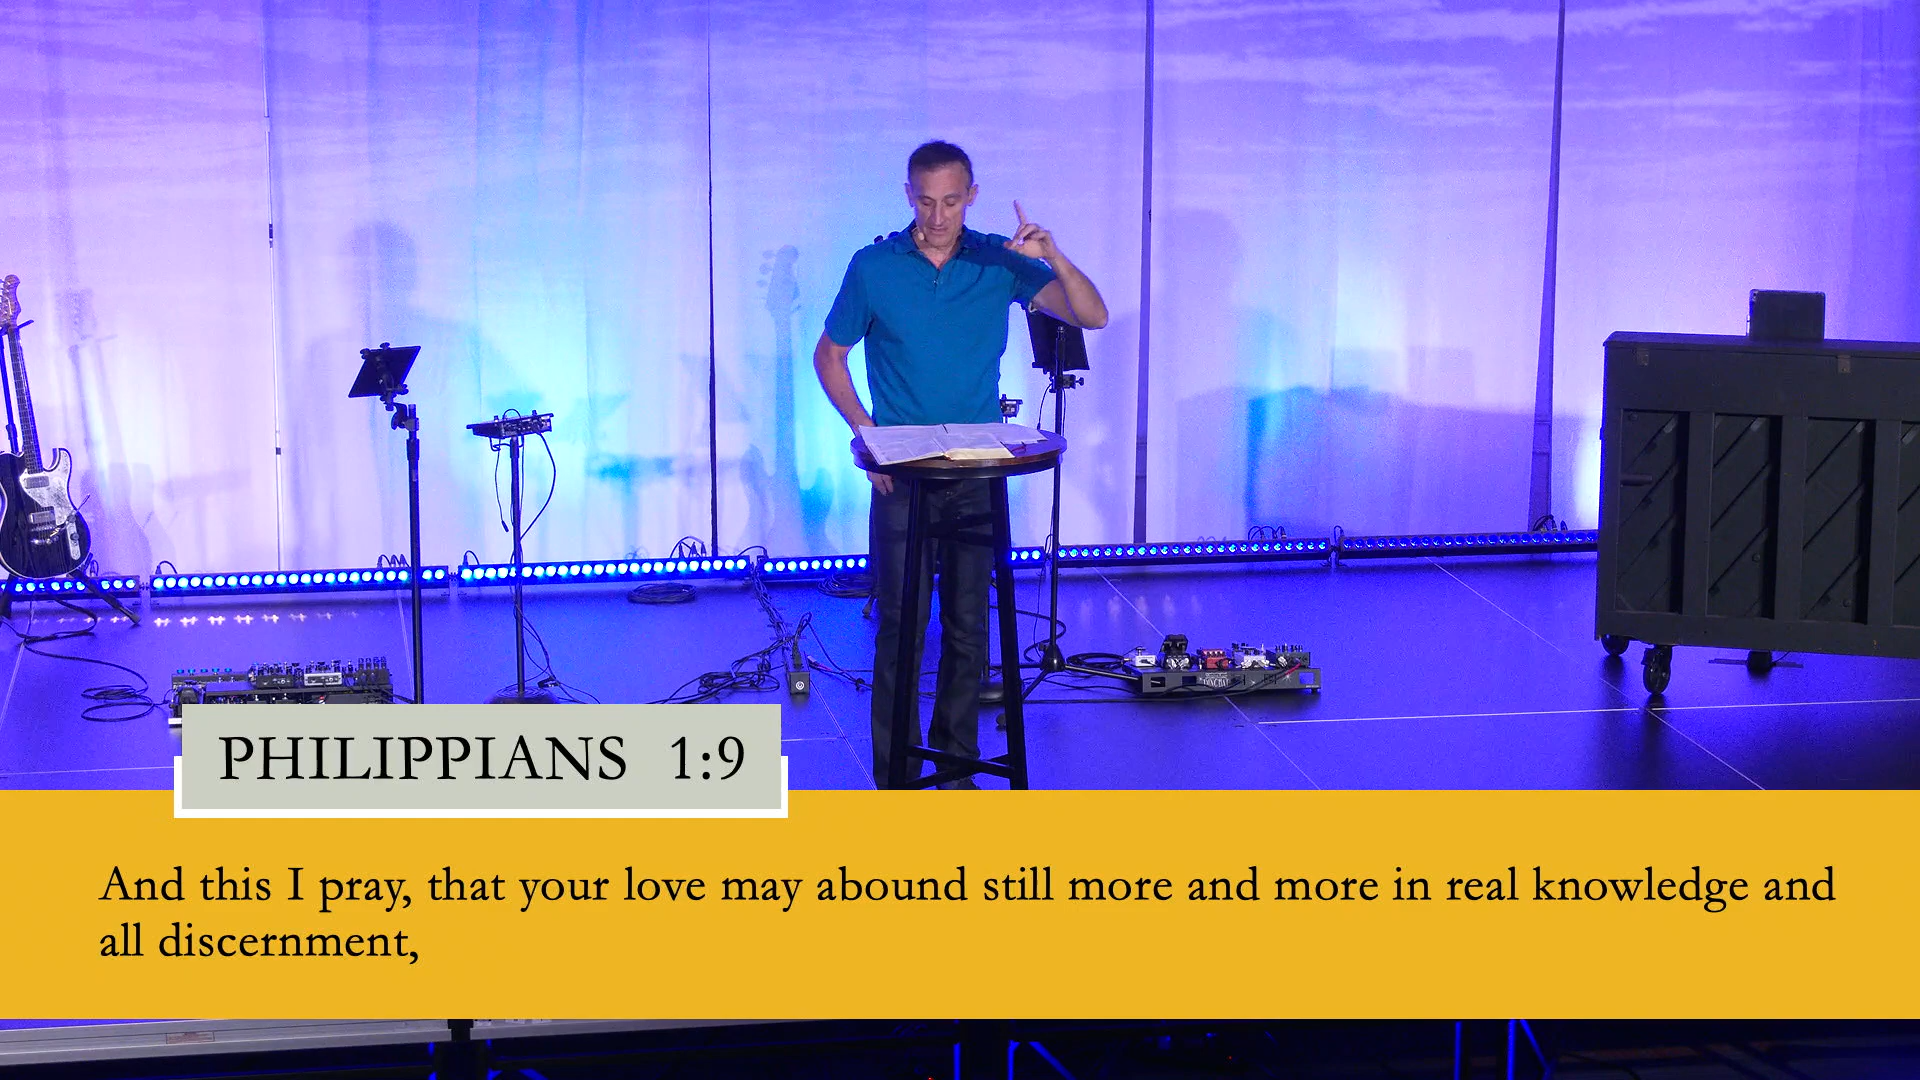 PHILIPPIANS 1:9
And this I pray, that your love may abound still more and more in real knowledge and
all discernment,